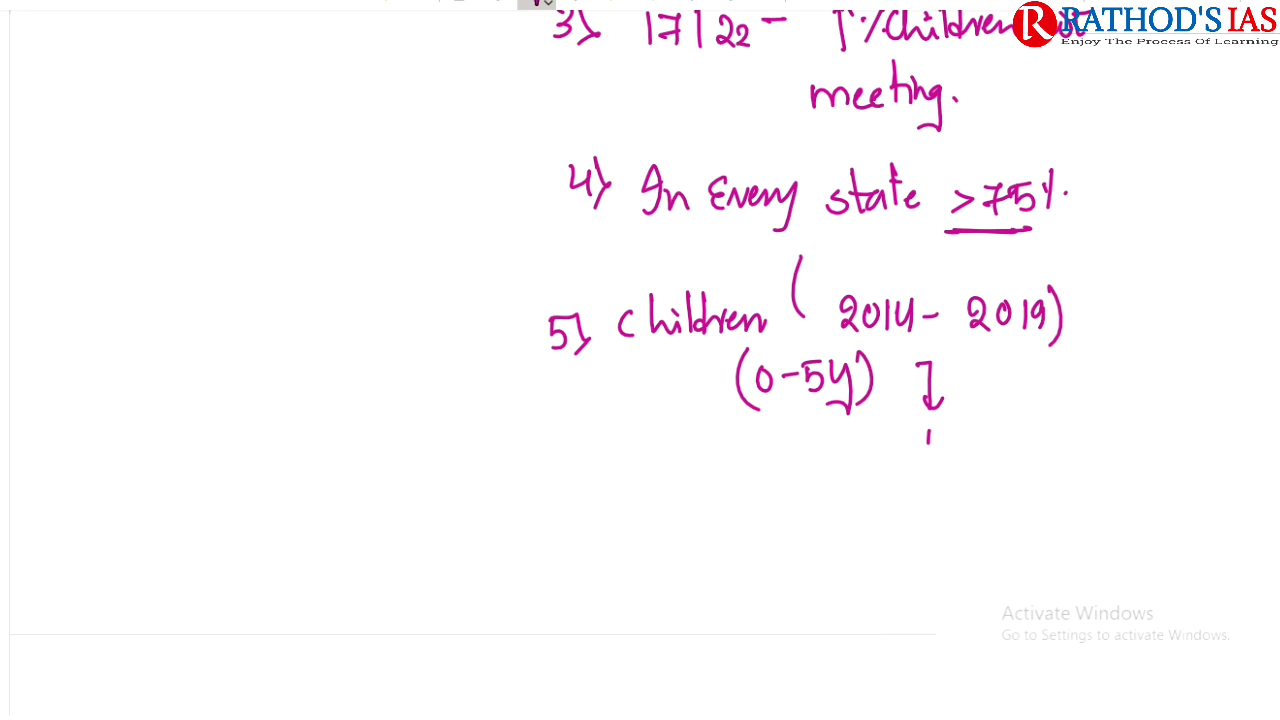 RATHOD'S IAS
Enjoy The Process Of Learning
3) 17|22 - % Children
meeting.
4) In Every state >75%.
5) Children ( 2014 - 2019)
(0-5y)
Activate Windows
Go to Settings to activate Windows.